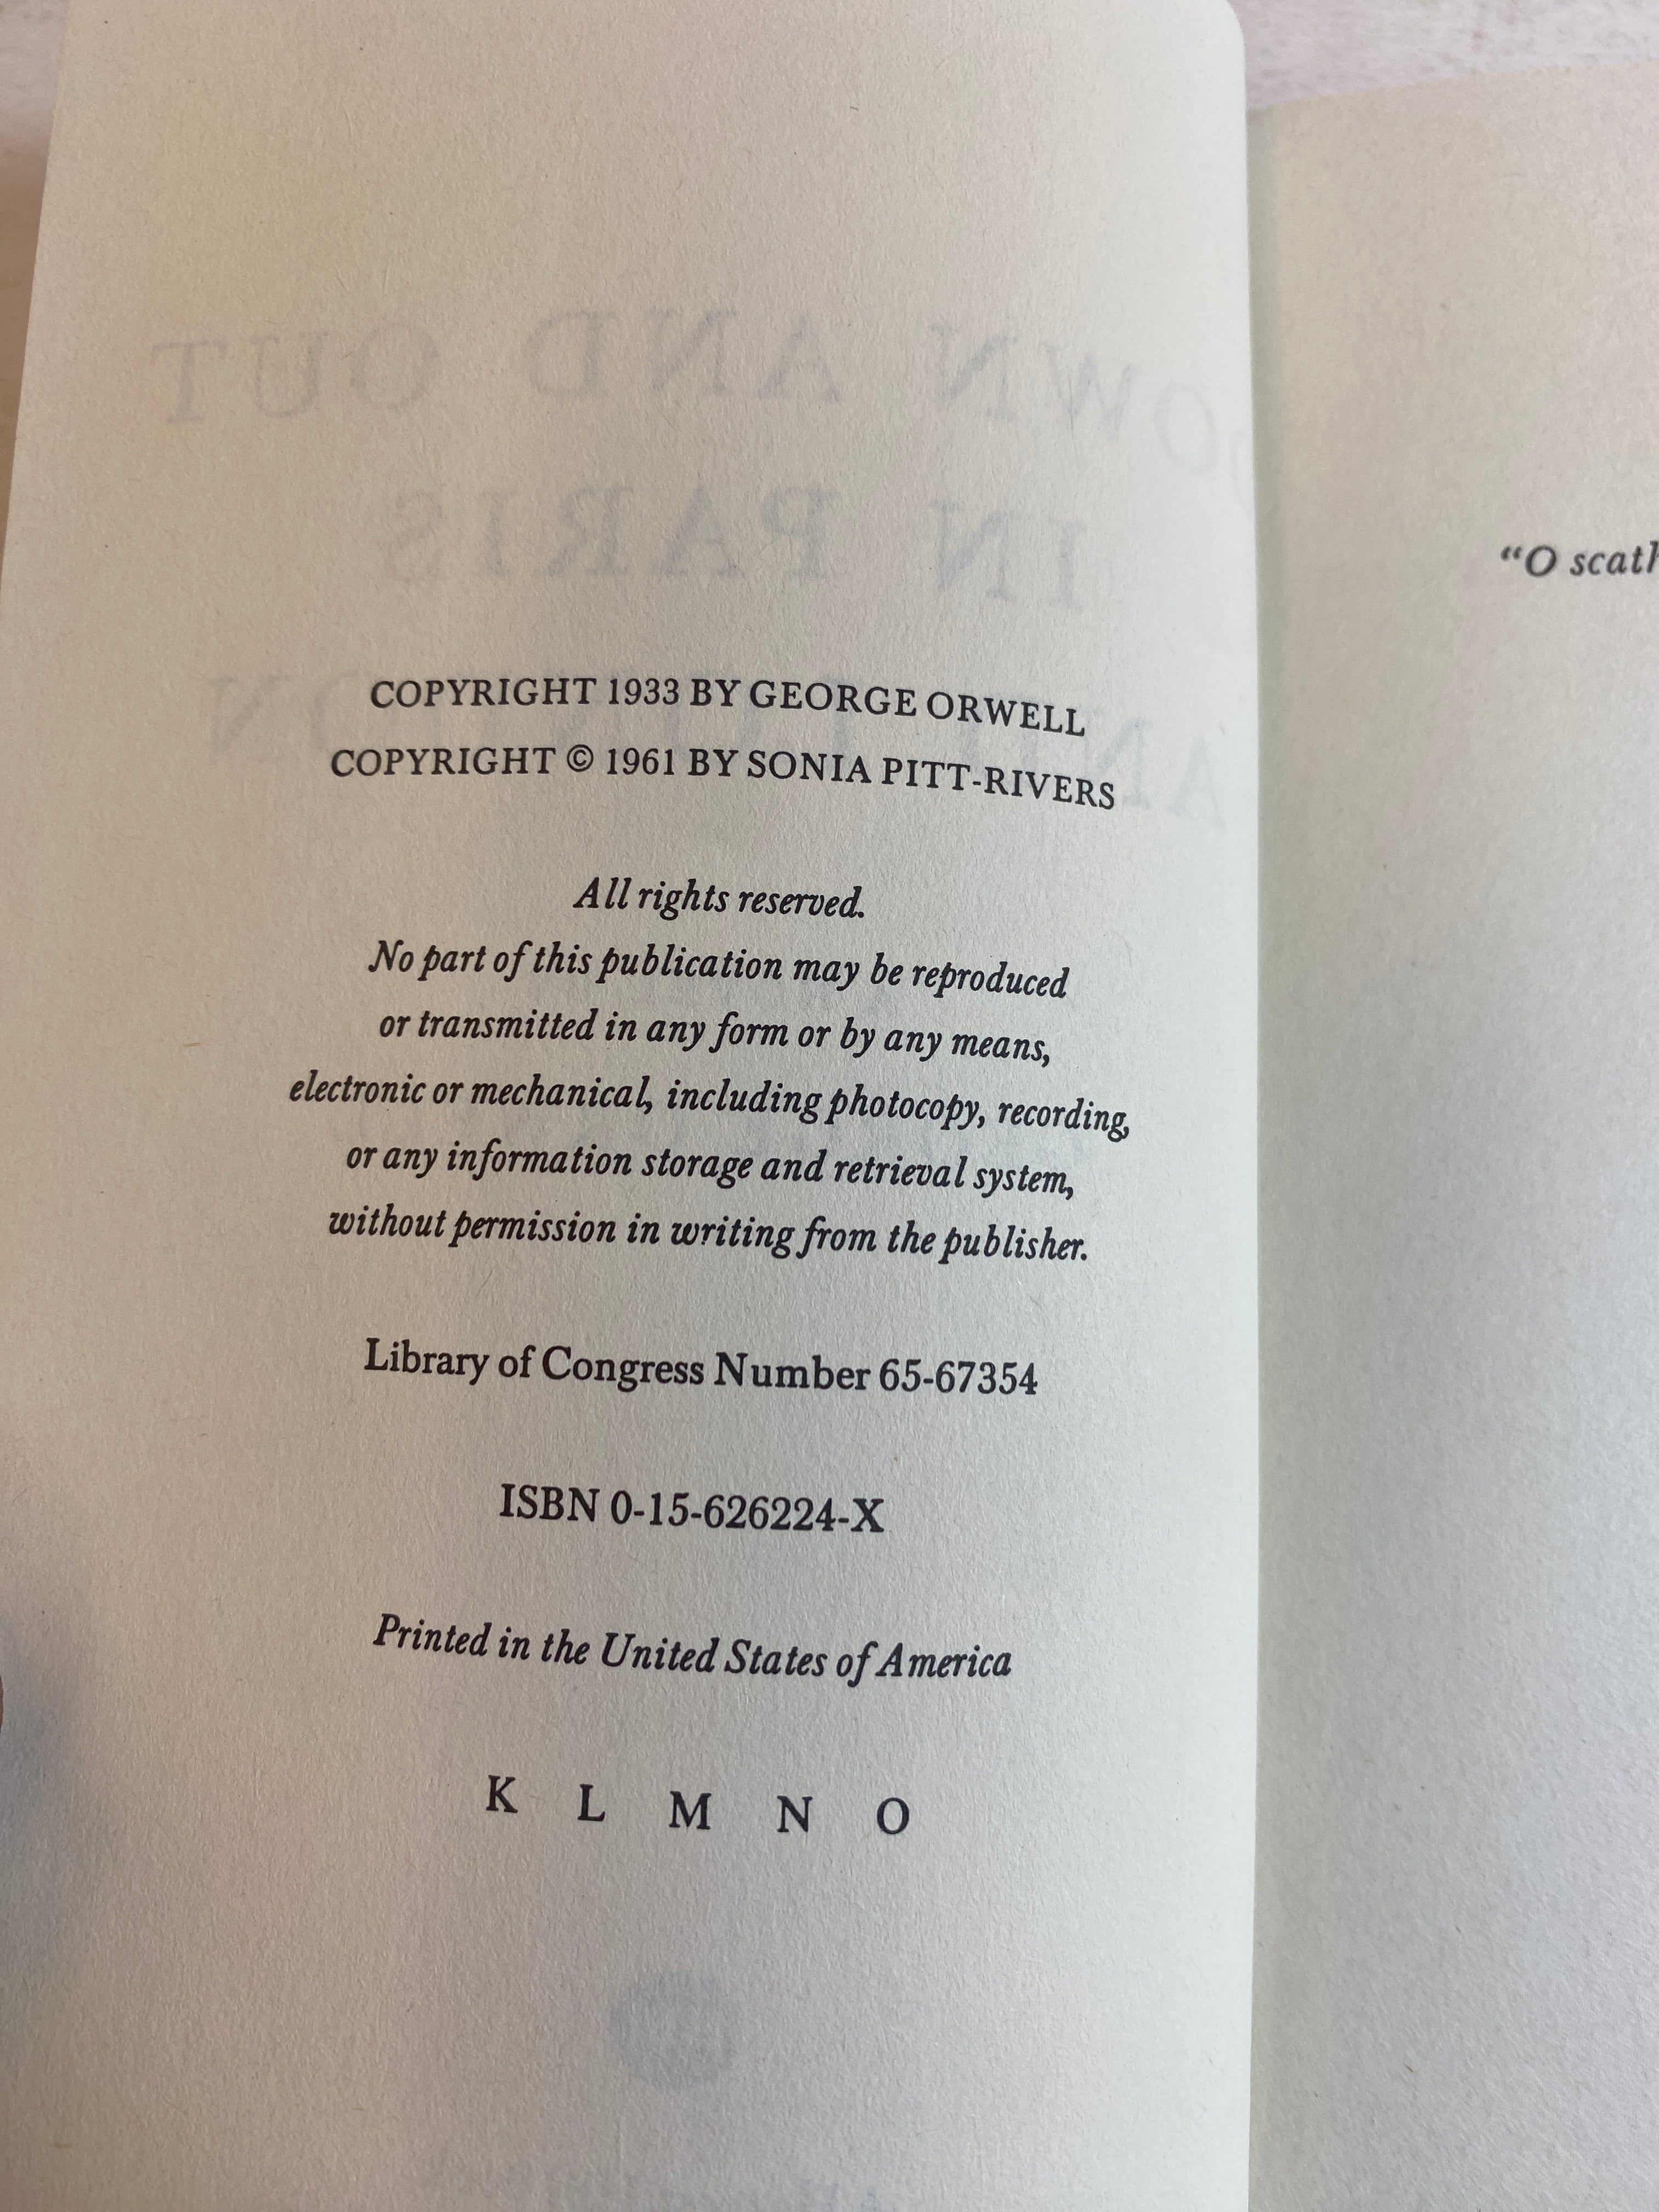 COPYRIGHT 1933 BY GEORGE ORWELL
COPYRIGHT © 1961 BY SONIA PITT-RIVERS
All rights reserved.
No part of this publication may be reproduced
or transmitted in any form or by any means,
electronic or mechanical, including photocopy, recording,
or any information storage and retrieval system,
without permission in writing from the publisher.
Library of Congress Number 65-67354
ISBN 0-15-626224-X
Printed in the United States of America
K L M N O
"O